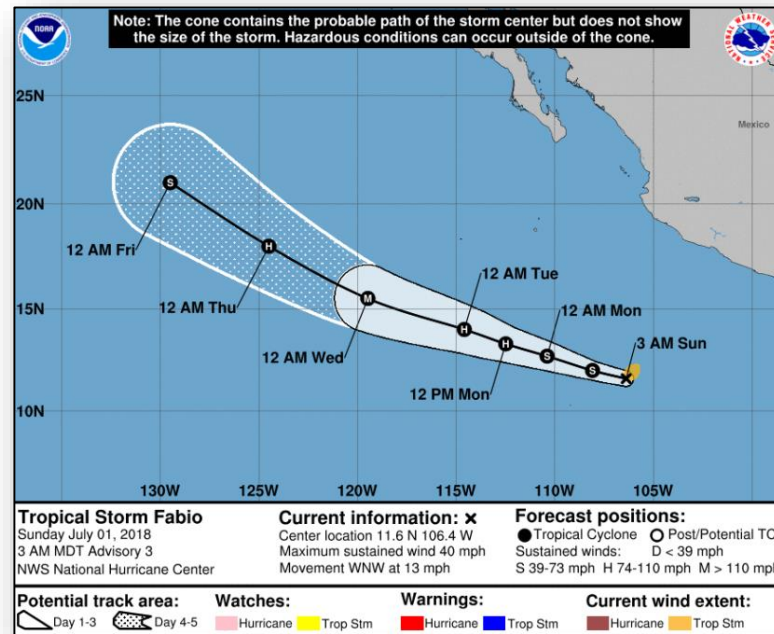 Note: The cone contains the probable path of the storm center but does not show
the size of the storm. Hazardous conditions can occur outside of the cone.
NOAA
NATIONAL WEATHER SERVICE
25N
20N
15N
10N
Mexico
S
12 AM Fri
H
12 AM Thu
M
12 AM Wed
H
12 AM Tue
H
12 PM Mon
S
12 AM Mon
S
3 AM Sun
130W 125W 120W 115W 110W 105W
Tropical Storm Fabio
Sunday July 01, 2018
3 AM MDT Advisory 3
NWS National Hurricane Center
Current information: x
Center location 11.6 N 106.4 W
Maximum sustained wind 40 mph
Movement WNW at 13 mph
Forecast positions:
Tropical Cyclone Post/Potential TC
Sustained winds: D < 39 mph
S 39-73 mph H 74-110 mph M > 110 mph
Potential track area:
Day 1-3 Day 4-5
Watches:
Hurricane Trop Stm
Warnings:
Hurricane Trop Stm
Current wind extent:
Hurricane Trop Stm